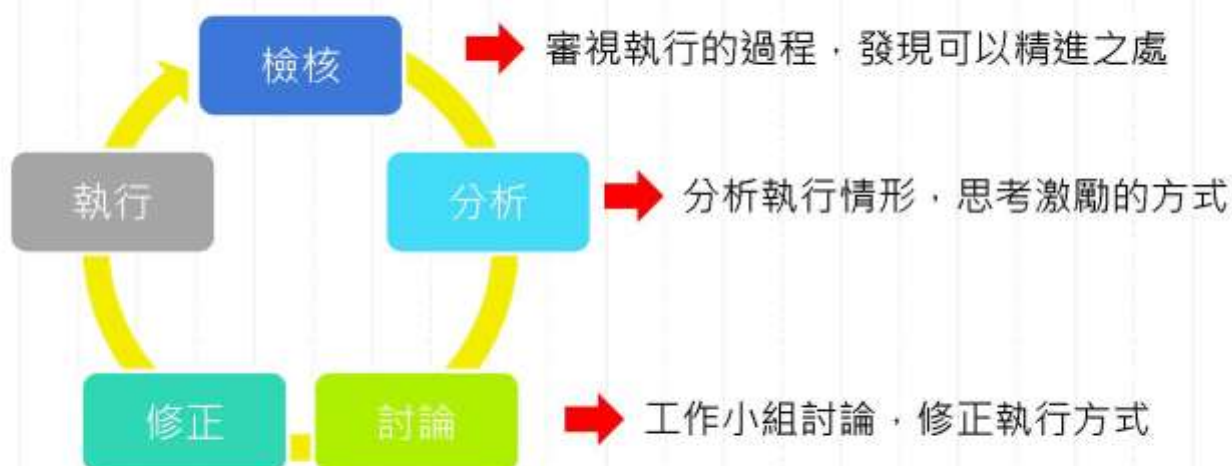 檢核
審視執行的過程，發現可以精進之處
執行
分析
分析執行情形，思考激勵的方式
修正
討論
工作小組討論，修正執行方式